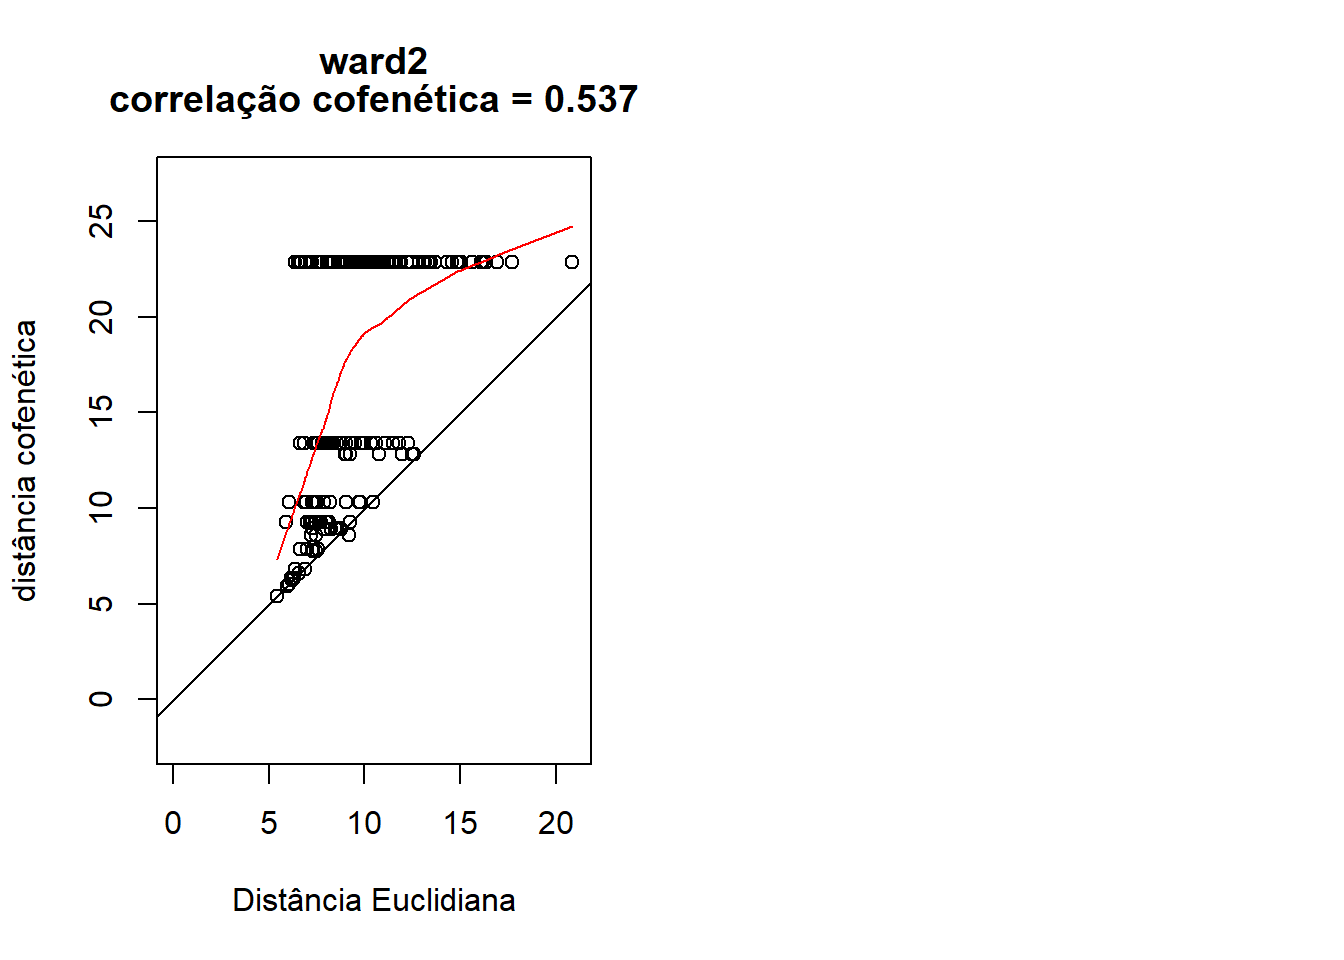 ward2
correlação cofenética = 0.537
distância cofenética
25
20
15
10
5
0
0 5 10 15 20
Distância Euclidiana